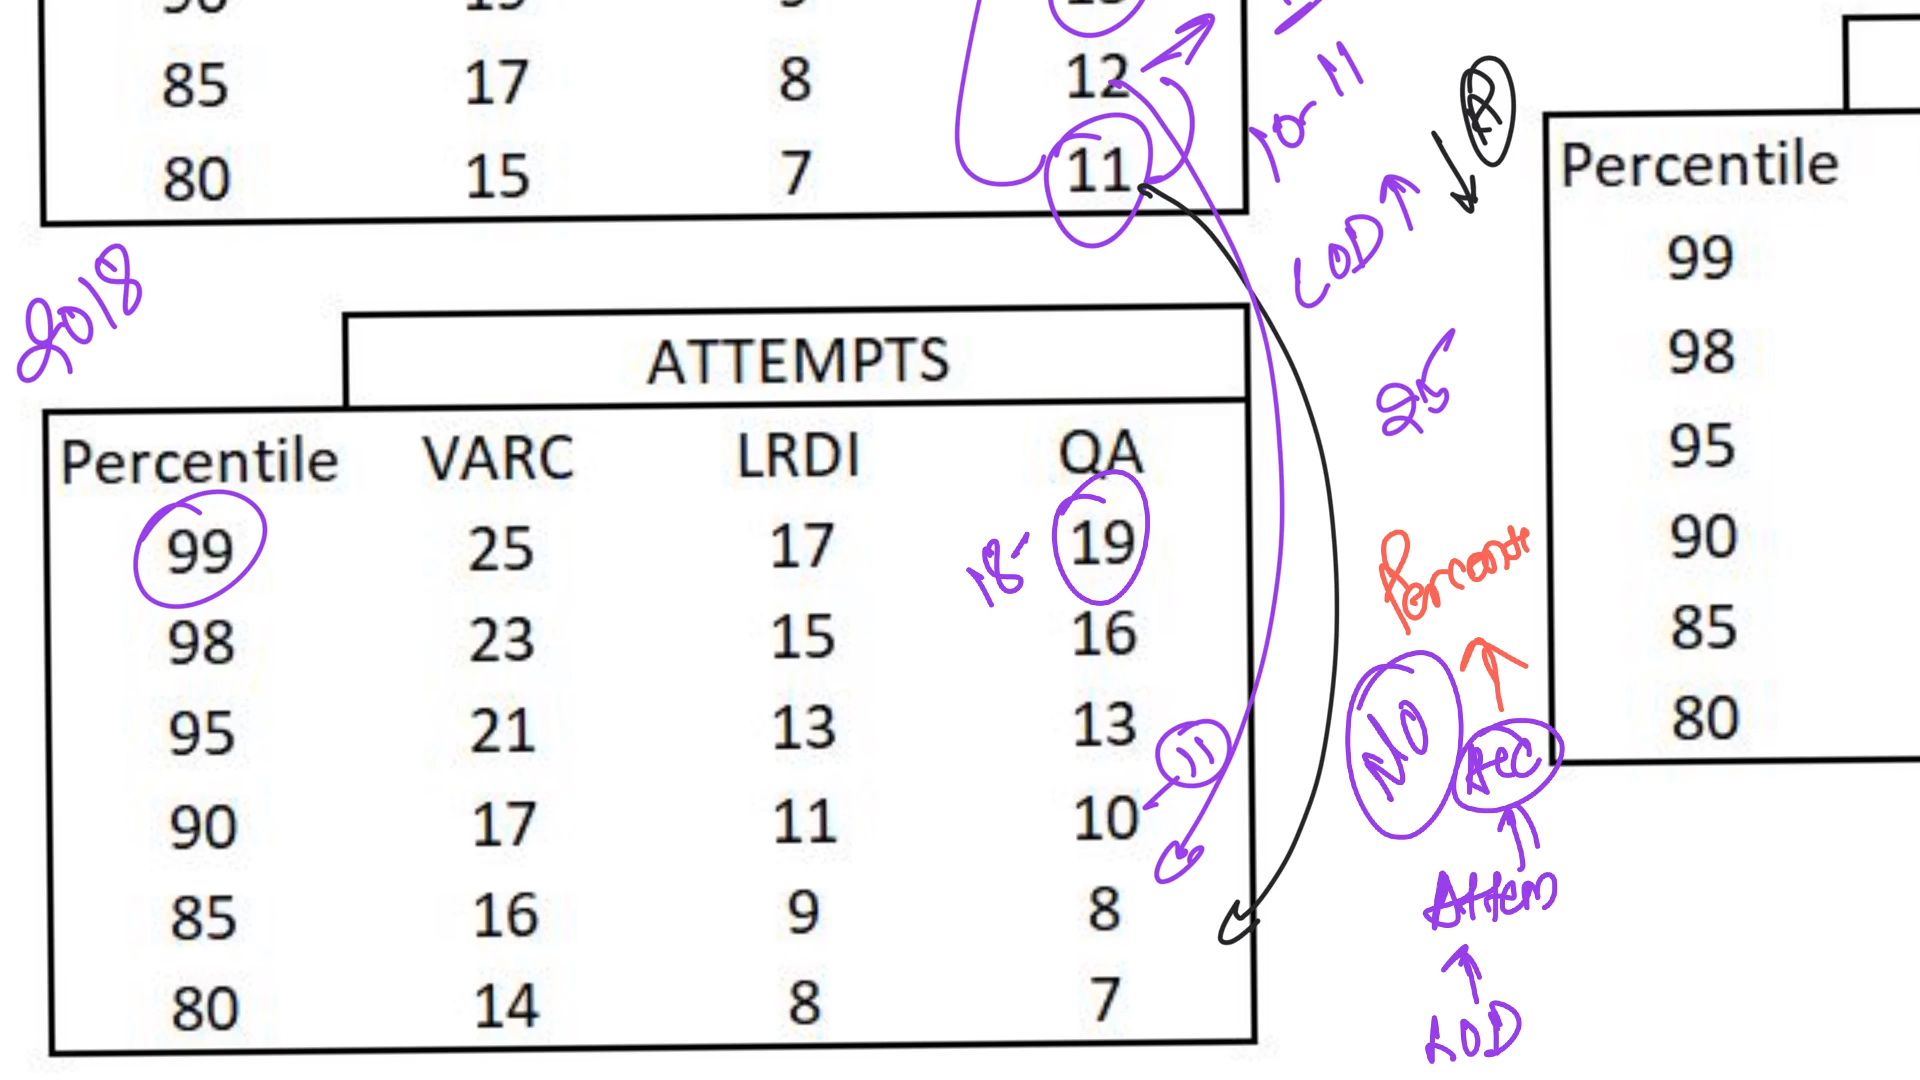 85 17 8 12
80 15 7 11
10r 11
LOD↑
R
2018
ATTEMPTS
Percentile VARC LRDI QA
99 25 17 18- 19
98 23 15 16
95 21 13 13
11
90 17 11 10
85 16 9 8
80 14 8 7
25
NO
Acc
Attem
LOD
Percentile
99
98
95
90
85
80